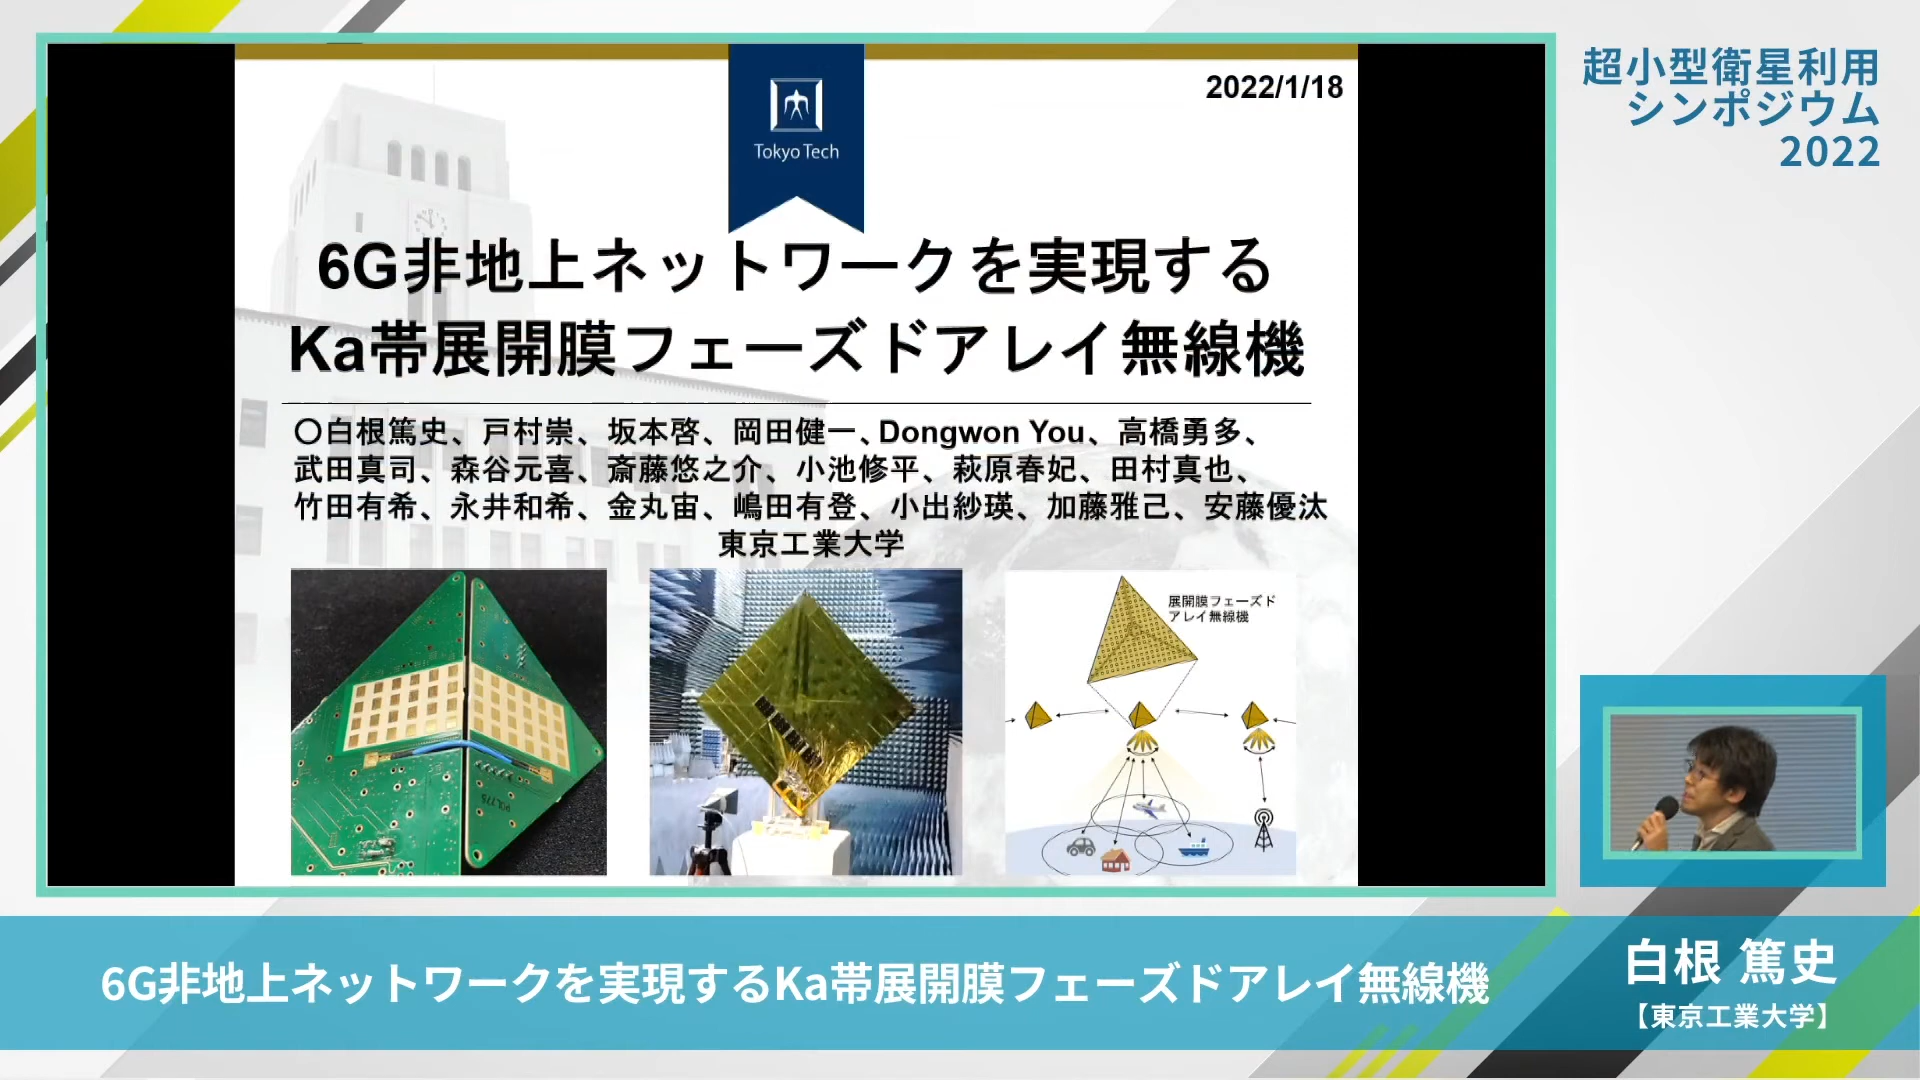 超小型衛星利用
シンポジウム
2022
2022/1/18
Tokyo Tech
6G非地上ネットワークを実現する
Ka帯展開膜フェーズドアレイ無線機
〇白根篤史、戸村崇、坂本啓、岡田健一、Dongwon You、高橋勇多、
武田真司、森谷元喜、斎藤悠之介、小池修平、萩原春妃、田村真也、
竹田有希、永井和希、金丸宙、嶋田有登、小出紗瑛、加藤雅己、安藤優汰
東京工業大学
展開膜フェーズド
アレイ無線機
6G非地上ネットワークを実現するKa帯展開膜フェーズドアレイ無線機
白根 篤史
【東京工業大学】